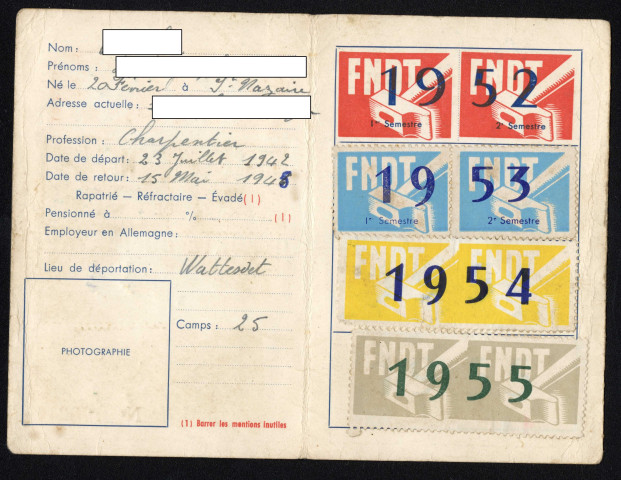 Nom :
Prénoms :
Né le 20 Février à St Nazaire
Adresse actuelle :
Profession : Charpentier
Date de départ : 23 Juillet 1942
Date de retour : 15 Mai 1945
Rapatrié — Réfractaire — Évadé (1)
Pensionné à % (1)
Employeur en Allemagne :
Lieu de déportation : Wattesdet
Camps : 25
PHOTOGRAPHIE
(1) Barrer les mentions inutiles
FNDT
1952
1er Semestre 2e Semestre
FNDT FNDT
1953
1er Semestre 2e Semestre
FNDT FNDT
1954
FNDT FNDT
1955